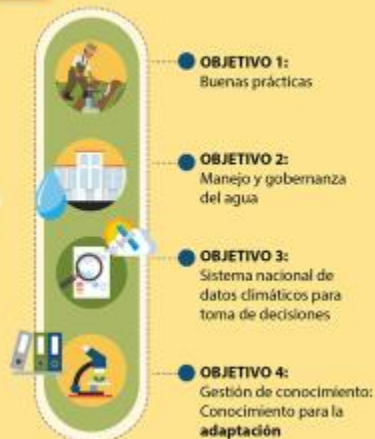 OBJETIVO 1:
Buenas prácticas
OBJETIVO 2:
Manejo y gobernanza
del agua
OBJETIVO 3:
Sistema nacional de
datos climáticos para
toma de decisiones
OBJETIVO 4:
Gestión de conocimiento:
Conocimiento para la
adaptación